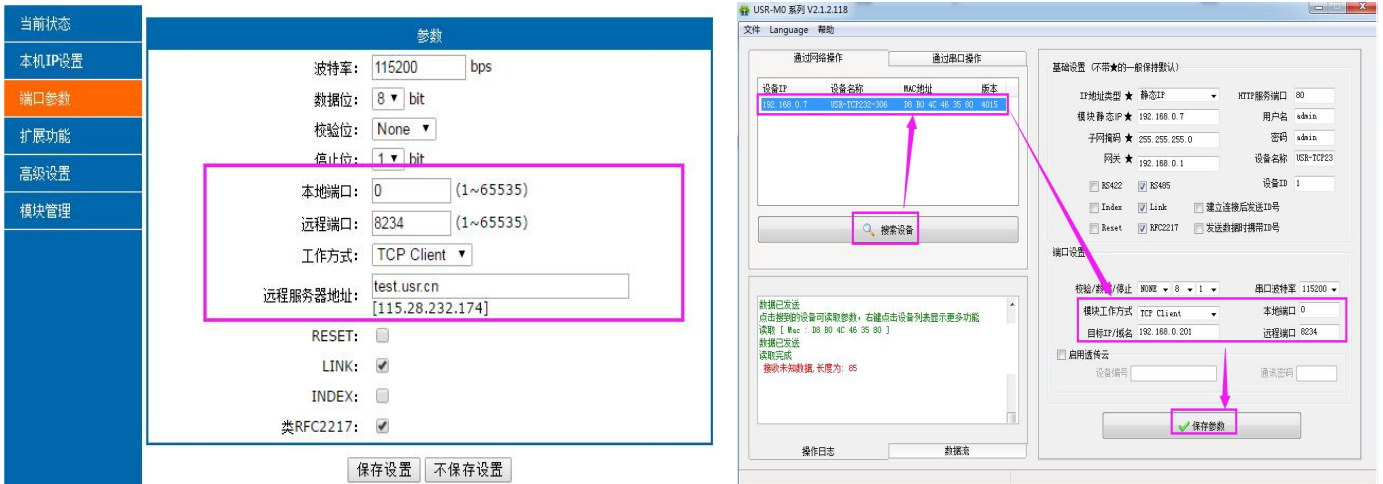 当前状态
本机IP设置
端口参数
扩展功能
高级设置
模块管理
参数
波特率: 115200 bps
数据位: 8 bit
校验位: None
停止位: 1 bit
本地端口: 0 (1~65535)
远程端口: 8234 (1~65535)
工作方式: TCP Client
远程服务器地址: test.usr.cn
[115.28.232.174]
RESET:
LINK:
INDEX:
类RFC2217:
保存设置 不保存设置
USR-M0 系列 V2.1.2.118
文件 Language 帮助
通过网络操作 通过串口操作
设备IP 设备名称 MAC地址 版本
192.168.0.7 USR-TCP232-306 D8 B0 4C 46 35 80 4015
搜索设备
数据已发送
点击搜到的设备可读取参数，右键点击设备列表显示更多功能
读取 [ Mac : D8 B0 4C 46 35 80 ]
数据已发送
读取完成
接收未知数据,长度为: 85
操作日志 数据流
基础设置 (不带★的一般保持默认)
IP地址类型 ★ 静态IP HTTP服务端口 80
模块静态IP ★ 192.168.0.7 用户名 admin
子网掩码 ★ 255.255.255.0 密码 admin
网关 ★ 192.168.0.1 设备名称 USR-TCP23
RS422 RS485 设备ID 1
Index Link 建立连接后发送ID号
Reset RFC2217 发送数据时携带ID号
端口设置
校验/数据/停止 NONE 8 1 串口波特率 115200
模块工作方式 TCP Client 本地端口 0
目标IP/域名 192.168.0.201 远程端口 8234
启用透传云
设备编号 通讯密码
保存参数